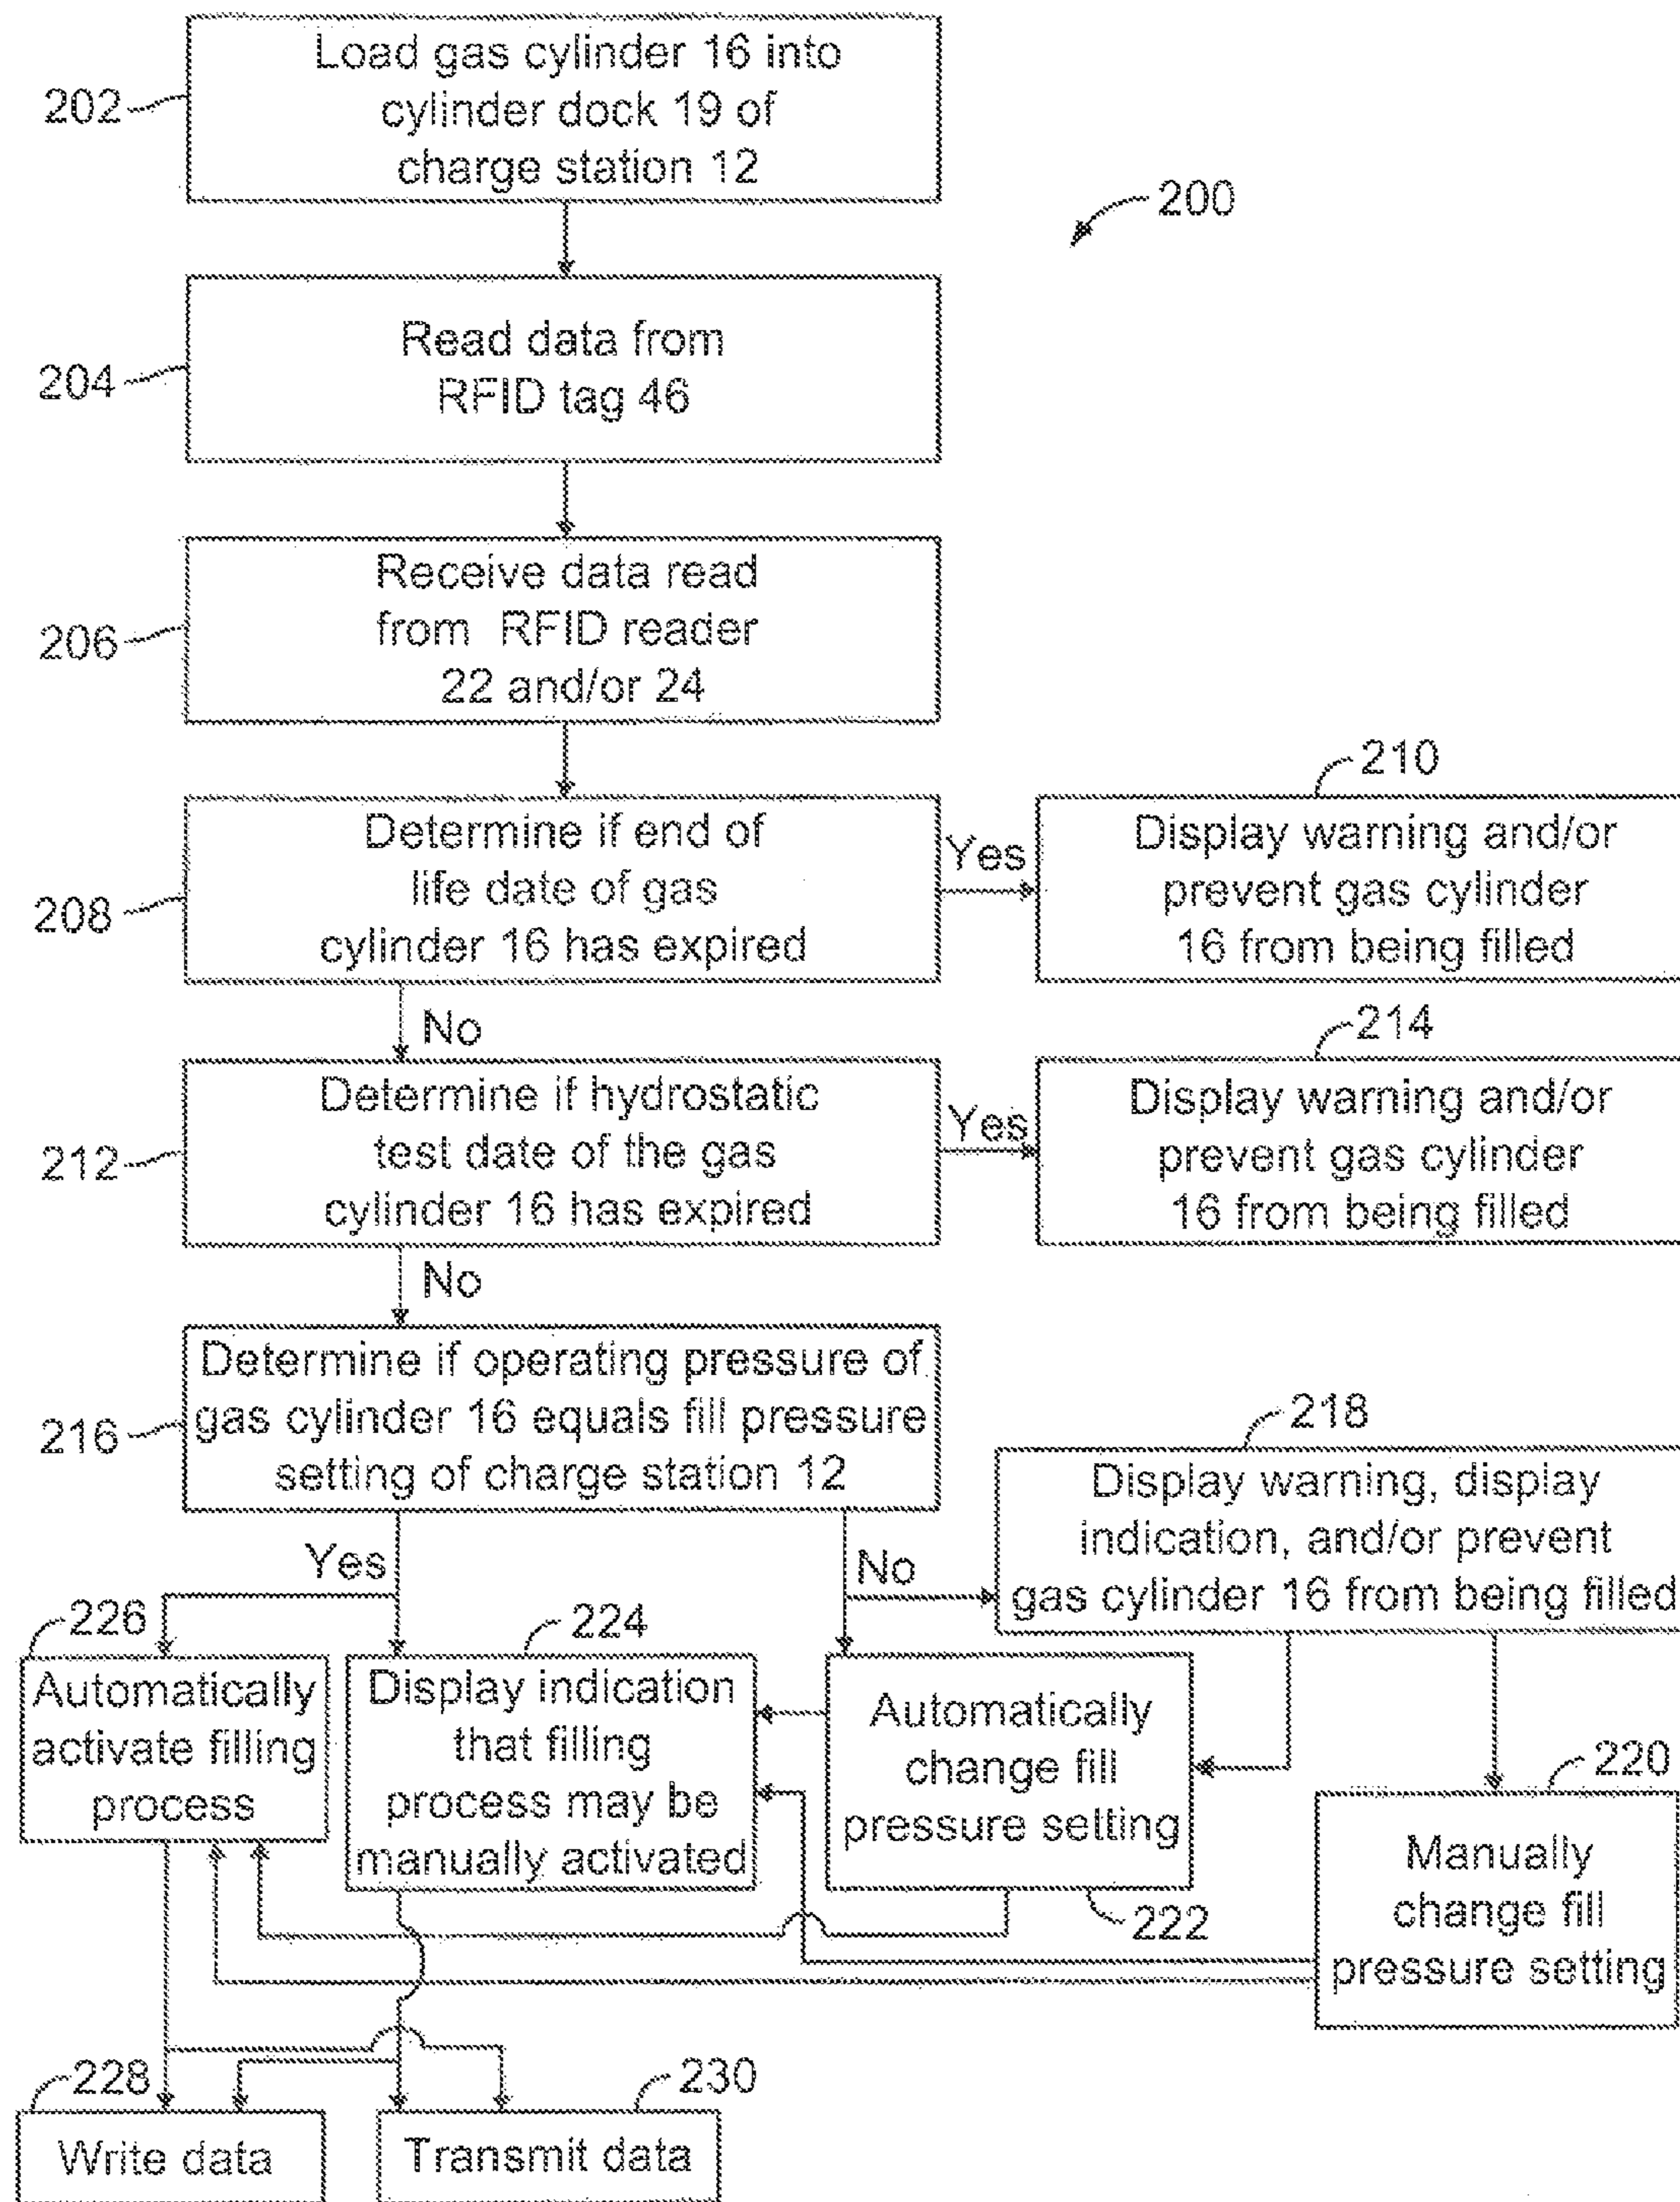 Load gas cylinder 16 into
cylinder dock 19 of
charge station 12
202
200
Read data from
RFID tag 46
204
Receive data read
from RFID reader
22 and/or 24
206
Determine if end of
life date of gas
cylinder 16 has expired
208
Yes
210
Display warning and/or
prevent gas cylinder
16 from being filled
No
Determine if hydrostatic
test date of the gas
cylinder 16 has expired
212
Yes
214
Display warning and/or
prevent gas cylinder
16 from being filled
No
Determine if operating pressure of
gas cylinder 16 equals fill pressure
setting of charge station 12
216
218
Display warning, display
indication, and/or prevent
gas cylinder 16 from being filled
Yes
No
226
Automatically
activate filling
process
224
Display indication
that filling
process may be
manually activated
Automatically
change fill
pressure setting
222
220
Manually
change fill
pressure setting
228
Write data
230
Transmit data